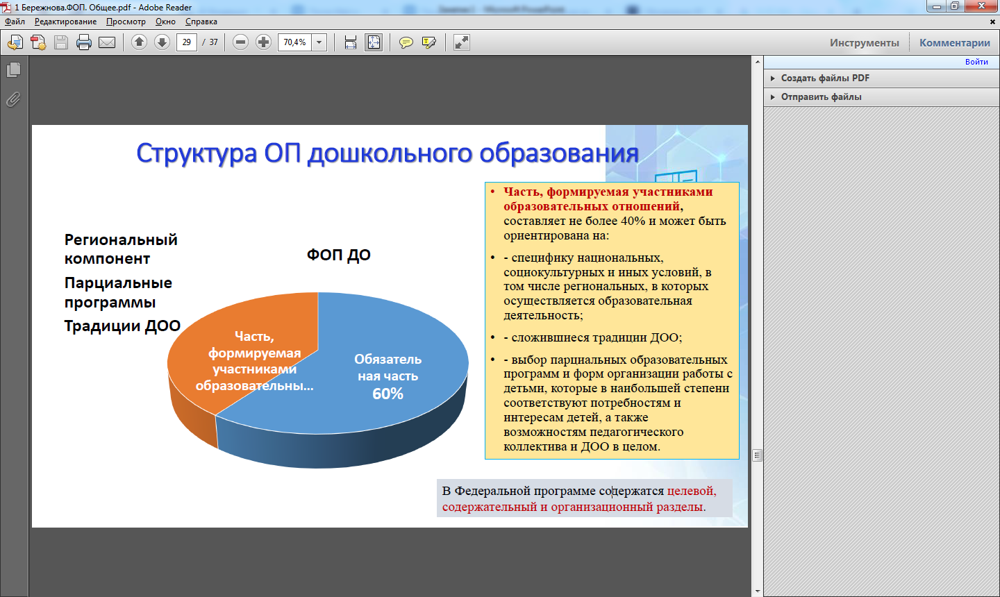 1 Бережнова.ФОП. Общее.pdf - Adobe Reader
Файл Редактирование Просмотр Окно Справка
29 / 37 70,4% Инструменты Комментарии
Войти
Создать файлы PDF
Отправить файлы
Структура ОП дошкольного образования
Региональный
компонент
Парциальные
программы
Традиции ДОО
ФОП ДО
Часть,
формируемая
участниками
образовательны...
Обязатель
ная часть
60%
• Часть, формируемая участниками
образовательных отношений,
составляет не более 40% и может быть
ориентирована на:
• - специфику национальных,
социокультурных и иных условий, в
том числе региональных, в которых
осуществляется образовательная
деятельность;
• - сложившиеся традиции ДОО;
• - выбор парциальных образовательных
программ и форм организации работы с
детьми, которые в наибольшей степени
соответствуют потребностям и
интересам детей, а также
возможностям педагогического
коллектива и ДОО в целом.
В Федеральной программе содержатся целевой,
содержательный и организационный разделы.